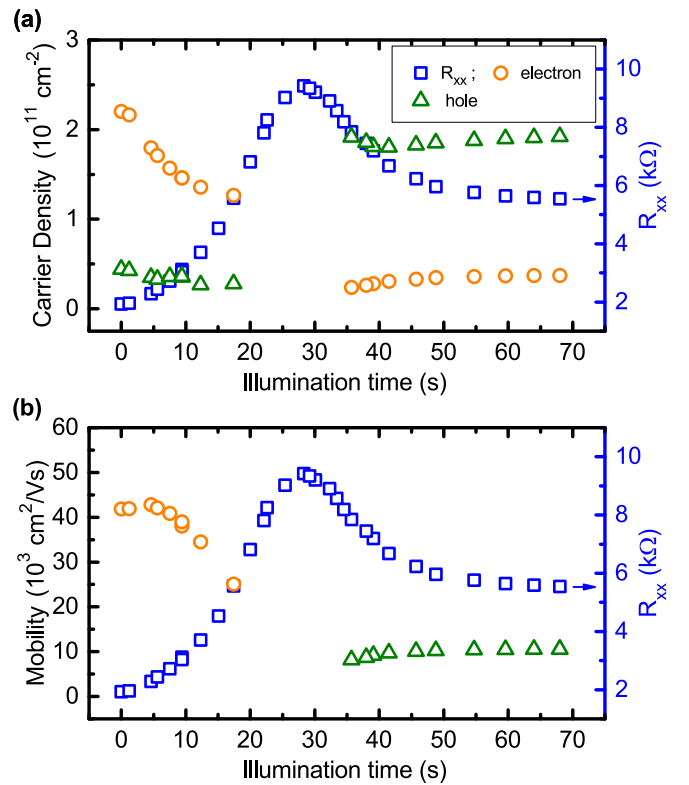 (a)
3
2
1
0
Carrier Density (10¹¹ cm⁻²)
R_xx ; electron
hole
10
8
6
4
2
R_xx (kΩ)
0 10 20 30 40 50 60 70
Illumination time (s)
(b)
60
50
40
30
20
10
0
Mobility (10³ cm²/Vs)
10
8
6
4
2
R_xx (kΩ)
0 10 20 30 40 50 60 70
Illumination time (s)